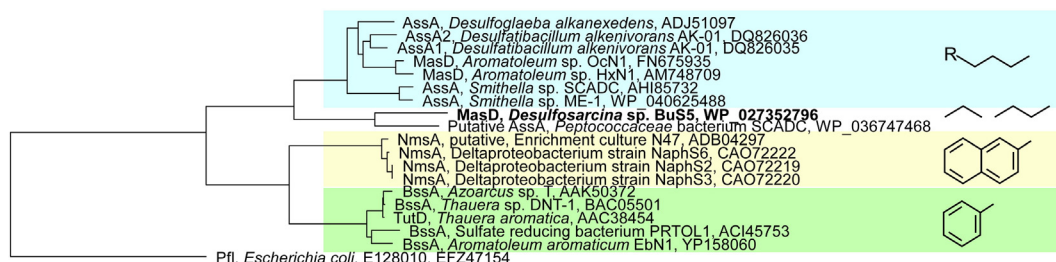 AssA, Desulfoglaeba alkanexedens, ADJ51097
AssA2, Desulfatibacillum alkenivorans AK-01, DQ826036
AssA1, Desulfatibacillum alkenivorans AK-01, DQ826035
MasD, Aromatoleum sp. OcN1, FN675935
MasD, Aromatoleum sp. HxN1, AM748709
AssA, Smithella sp. SCADC, AHI85732
AssA, Smithella sp. ME-1, WP_040625488
R
MasD, Desulfosarcina sp. BuS5, WP_027352796
Putative AssA, Peptococcaceae bacterium SCADC, WP_036747468
NmsA, putative, Enrichment culture N47, ADB04297
NmsA, Deltaproteobacterium strain NaphS6, CAO72222
NmsA, Deltaproteobacterium strain NaphS2, CAO72219
NmsA, Deltaproteobacterium strain NaphS3, CAO72220
BssA, Azoarcus sp. T, AAK50372
BssA, Thauera sp. DNT-1, BAC05501
TutD, Thauera aromatica, AAC38454
BssA, Sulfate reducing bacterium PRTOL1, ACI45753
BssA, Aromatoleum aromaticum EbN1, YP158060
Pfl, Escherichia coli, E128010, EFZ47154